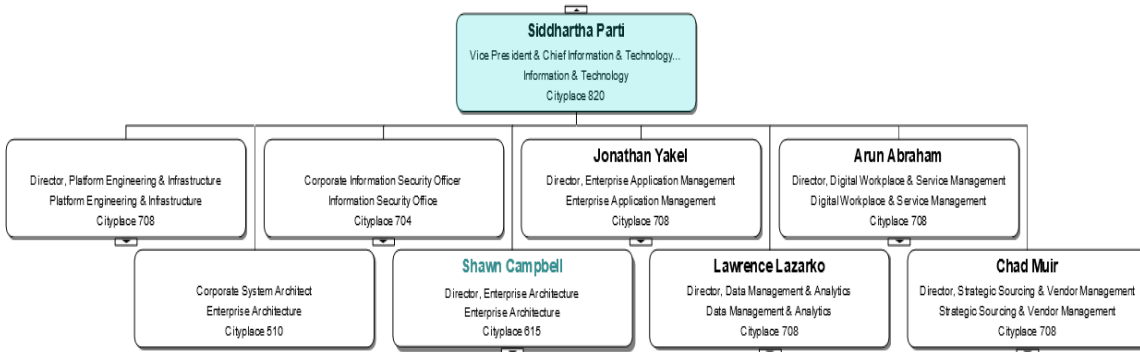 Siddhartha Parti
Vice President & Chief Information & Technology...
Information & Technology
Cityplace 820
Director, Platform Engineering & Infrastructure
Platform Engineering & Infrastructure
Cityplace 708
Corporate Information Security Officer
Information Security Office
Cityplace 704
Jonathan Yakel
Director, Enterprise Application Management
Enterprise Application Management
Cityplace 708
Arun Abraham
Director, Digital Workplace & Service Management
Digital Workplace & Service Management
Cityplace 708
Corporate System Architect
Enterprise Architecture
Cityplace 510
Shawn Campbell
Director, Enterprise Architecture
Enterprise Architecture
Cityplace 615
Lawrence Lazarko
Director, Data Management & Analytics
Data Management & Analytics
Cityplace 708
Chad Muir
Director, Strategic Sourcing & Vendor Management
Strategic Sourcing & Vendor Management
Cityplace 708